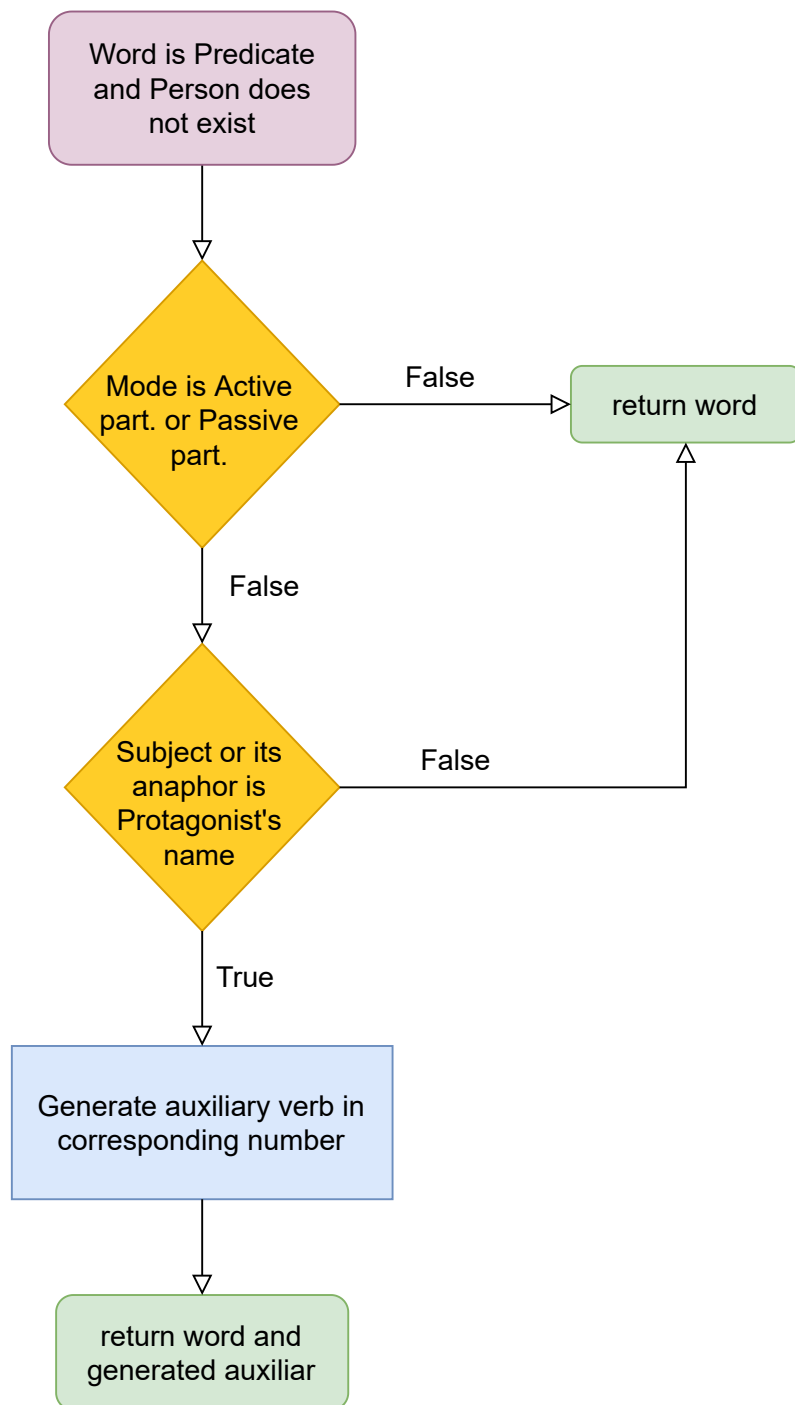 Word is Predicate
and Person does
not exist
Mode is Active
part. or Passive
part.
False
return word
False
Subject or its
anaphor is
Protagonist's
name
False
True
Generate auxiliary verb in
corresponding number
return word and
generated auxiliar